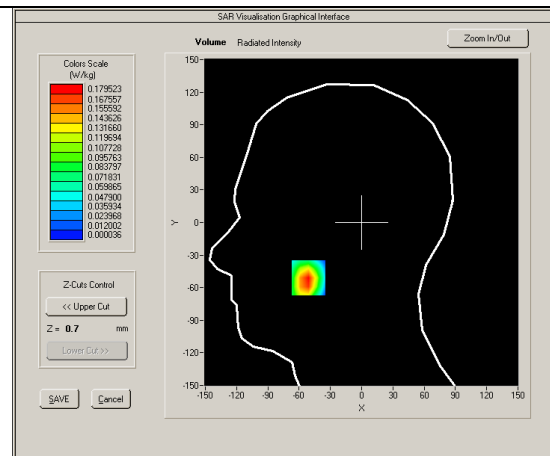 SAR Visualisation Graphical Interface
Volume Radiated Intensity
Zoom In/Out
Colors Scale
(W/kg)
0.179523
0.167557
0.155592
0.143626
0.131660
0.119694
0.107728
0.095763
0.083797
0.071831
0.059865
0.047900
0.035934
0.023968
0.012002
0.000036
Z-Cuts Control
<< Upper Cut
Z = 0.7 mm
Lower Cut >>
SAVE Cancel
Y
150-
120-
90-
60-
30-
0-
-30-
-60-
-90-
-120-
-150-
-150 -120 -90 -60 -30 0 30 60 90 120 150
X